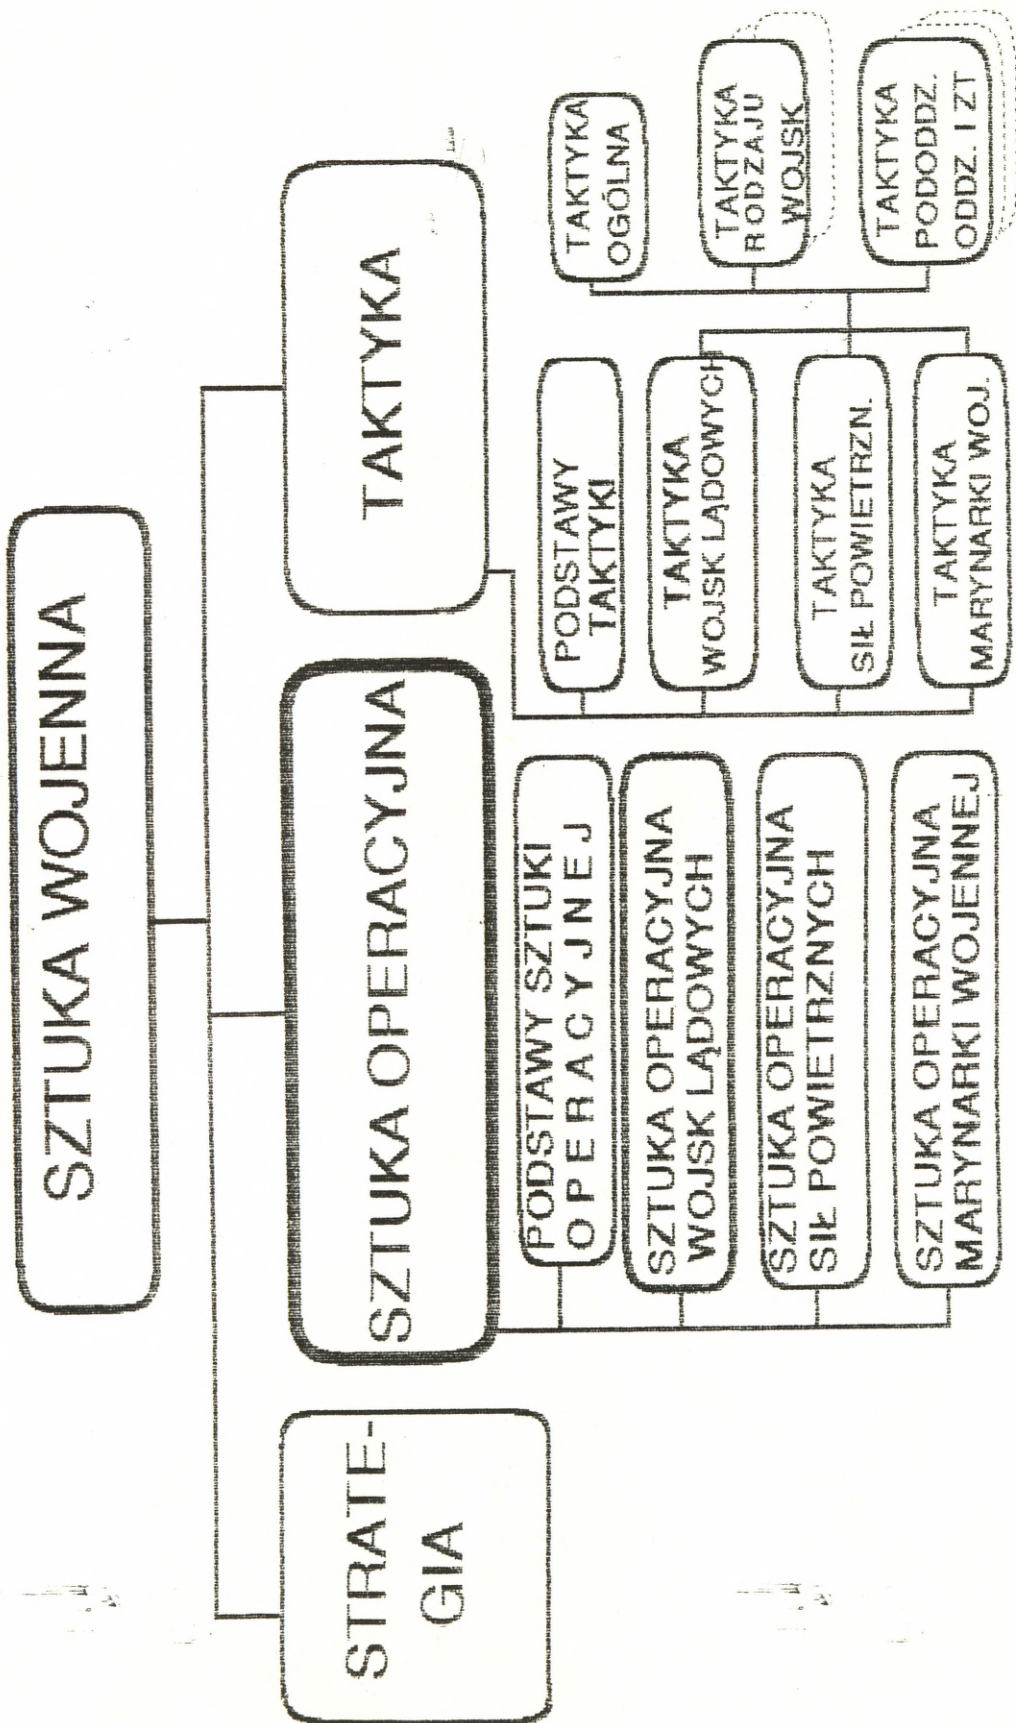 SZTUKA WOJENNA
STRATE-
GIA
SZTUKA OPERACYJNA
TAKTYKA
PODSTAWY SZTUKI
OPERACYJNEJ
SZTUKA OPERACYJNA
WOJSK LĄDOWYCH
SZTUKA OPERACYJNA
SIŁ POWIETRZNYCH
SZTUKA OPERACYJNA
MARYNARKI WOJENNEJ
PODSTAWY
TAKTYKI
TAKTYKA
WOJSK LĄDOWYCH
TAKTYKA
SIŁ POWIETRZN.
TAKTYKA
MARYNARKI WOJ.
TAKTYKA
OGÓLNA
TAKTYKA
RODZAJU
WOJSK
TAKTYKA
PODODDZ.
ODDZ. I ZT